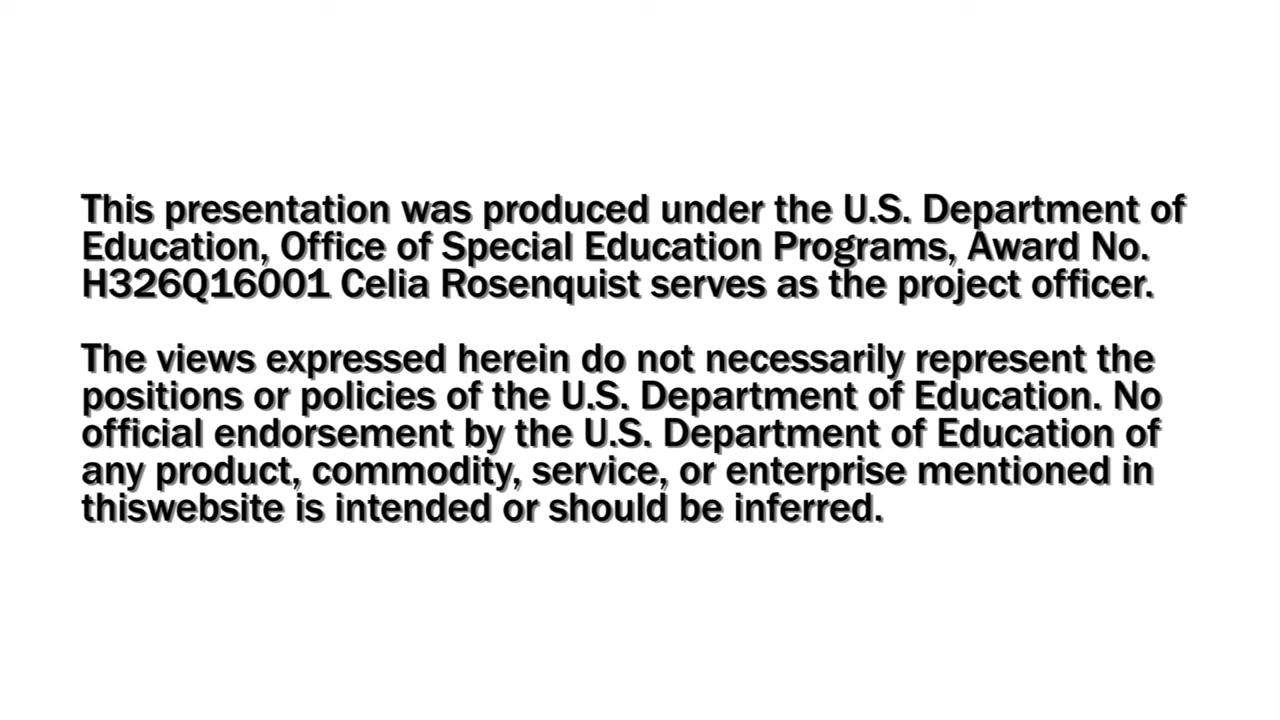 This presentation was produced under the U.S. Department of
Education, Office of Special Education Programs, Award No.
H326Q16001 Celia Rosenquist serves as the project officer.
The views expressed herein do not necessarily represent the
positions or policies of the U.S. Department of Education. No
official endorsement by the U.S. Department of Education of
any product, commodity, service, or enterprise mentioned in
thiswebsite is intended or should be inferred.